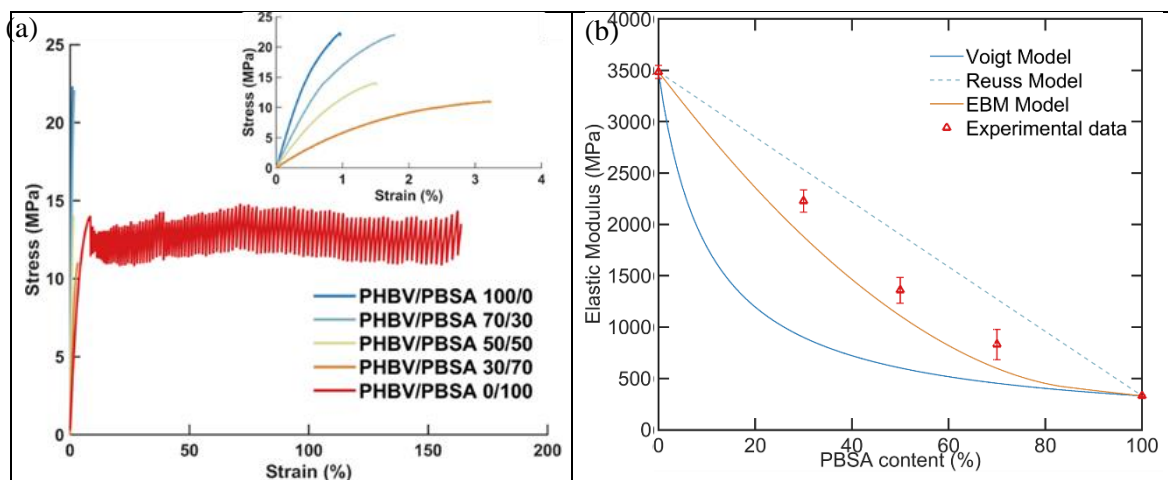 (a)
25
20
15
10
5
0
Stress (MPa)
0
50
100
150
200
Strain (%)
25
20
15
10
5
0
Stress (MPa)
0
1
2
3
4
Strain (%)
PHBV/PBSA 100/0
PHBV/PBSA 70/30
PHBV/PBSA 50/50
PHBV/PBSA 30/70
PHBV/PBSA 0/100
(b)
4000
3500
3000
2500
2000
1500
1000
500
0
Elastic Modulus (MPa)
0
20
40
60
80
100
PBSA content (%)
Voigt Model
Reuss Model
EBM Model
Experimental data